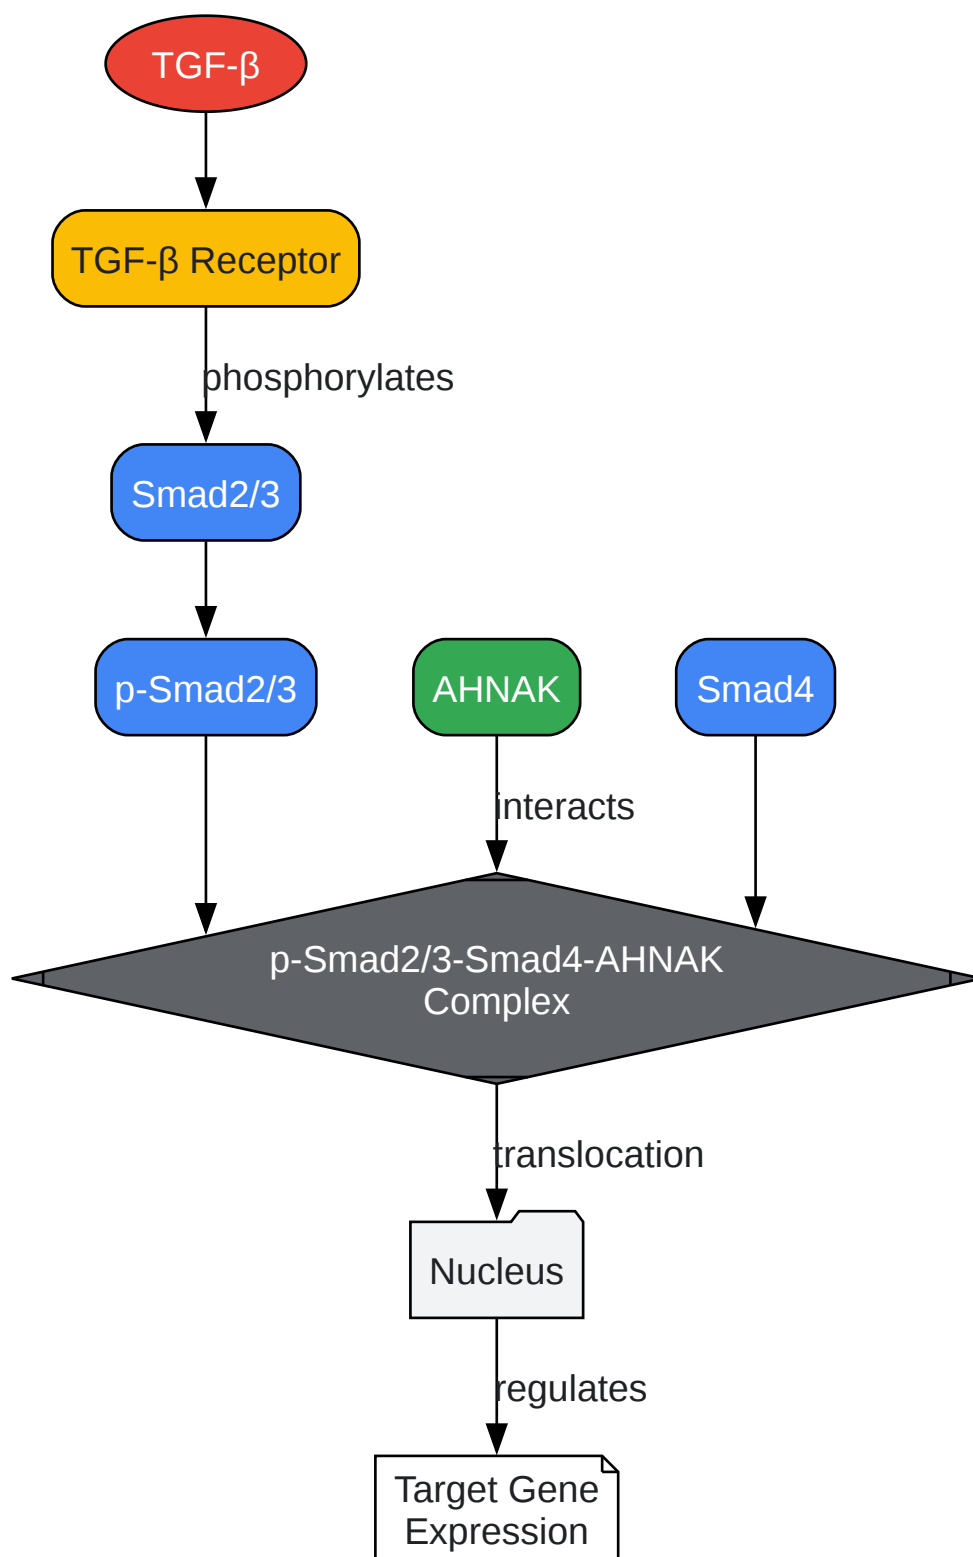 TGF-β
TGF-β Receptor
phosphorylates
Smad2/3
p-Smad2/3
AHNAK
Smad4
interacts
p-Smad2/3-Smad4-AHNAK
Complex
translocation
Nucleus
regulates
Target Gene
Expression